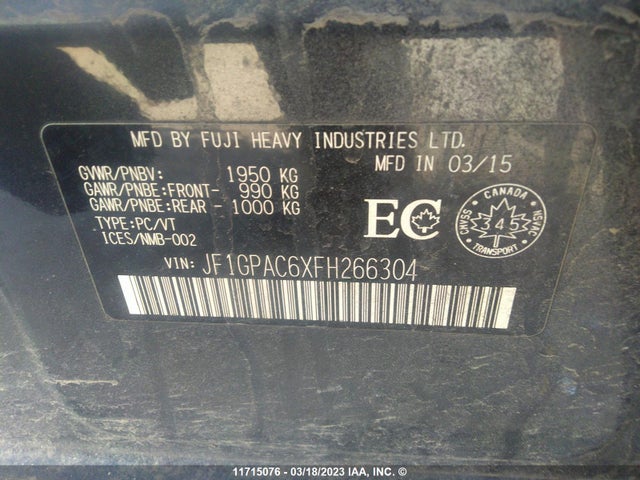 MFD BY FUJI HEAVY INDUSTRIES LTD.
GVWR/PNBV: 1950 KG
MFD IN 03/15
GAWR/PNBE:FRONT- 990 KG
GAWR/PNBE:REAR - 1000 KG
TYPE:PC/VT
ICES/NMB-002
EC
CANADA
CMVSS
NSVAC
345
TRANSPORT
VIN: JF1GPAC6XFH266304
11715076 - 03/18/2023 IAA, INC. ©